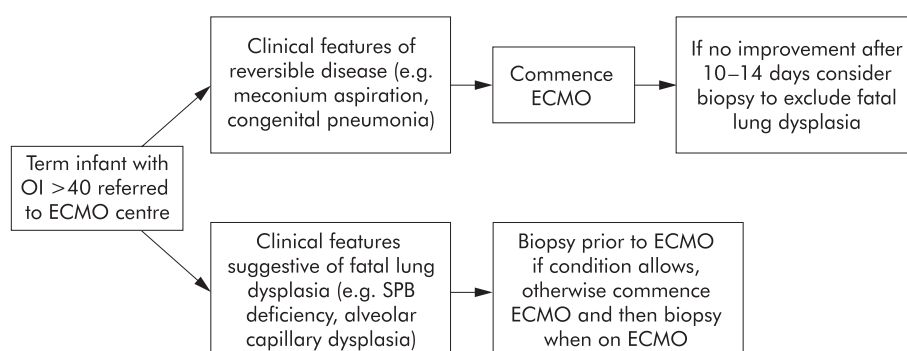 Term infant with
OI >40 referred
to ECMO centre
Clinical features of
reversible disease (e.g.
meconium aspiration,
congenital pneumonia)
Commence
ECMO
If no improvement after
10–14 days consider
biopsy to exclude fatal
lung dysplasia
Clinical features
suggestive of fatal lung
dysplasia (e.g. SPB
deficiency, alveolar
capillary dysplasia)
Biopsy prior to ECMO
if condition allows,
otherwise commence
ECMO and then biopsy
when on ECMO